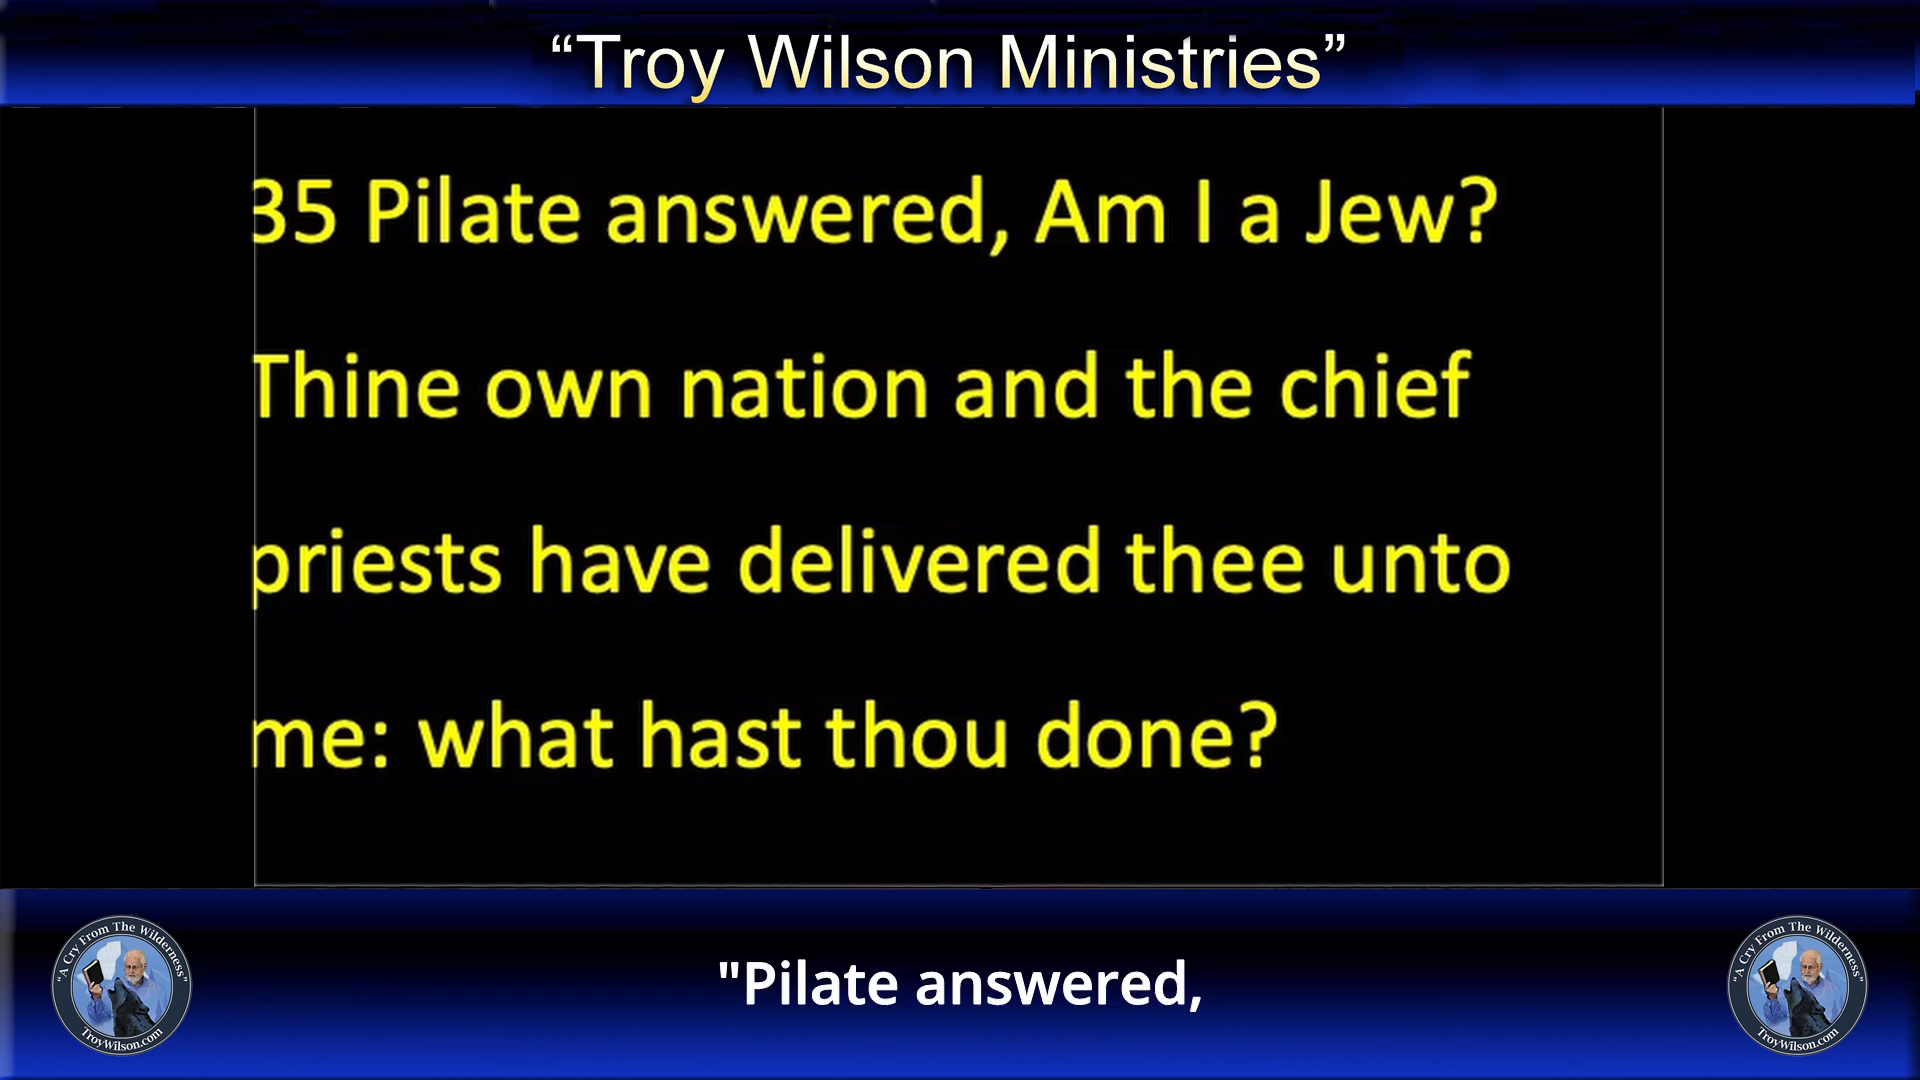 “Troy Wilson Ministries”
35 Pilate answered, Am I a Jew?
Thine own nation and the chief
priests have delivered thee unto
me: what hast thou done?
"A Cry From The Wilderness"
TroyWilson.com
"Pilate answered,
"A Cry From The Wilderness"
TroyWilson.com